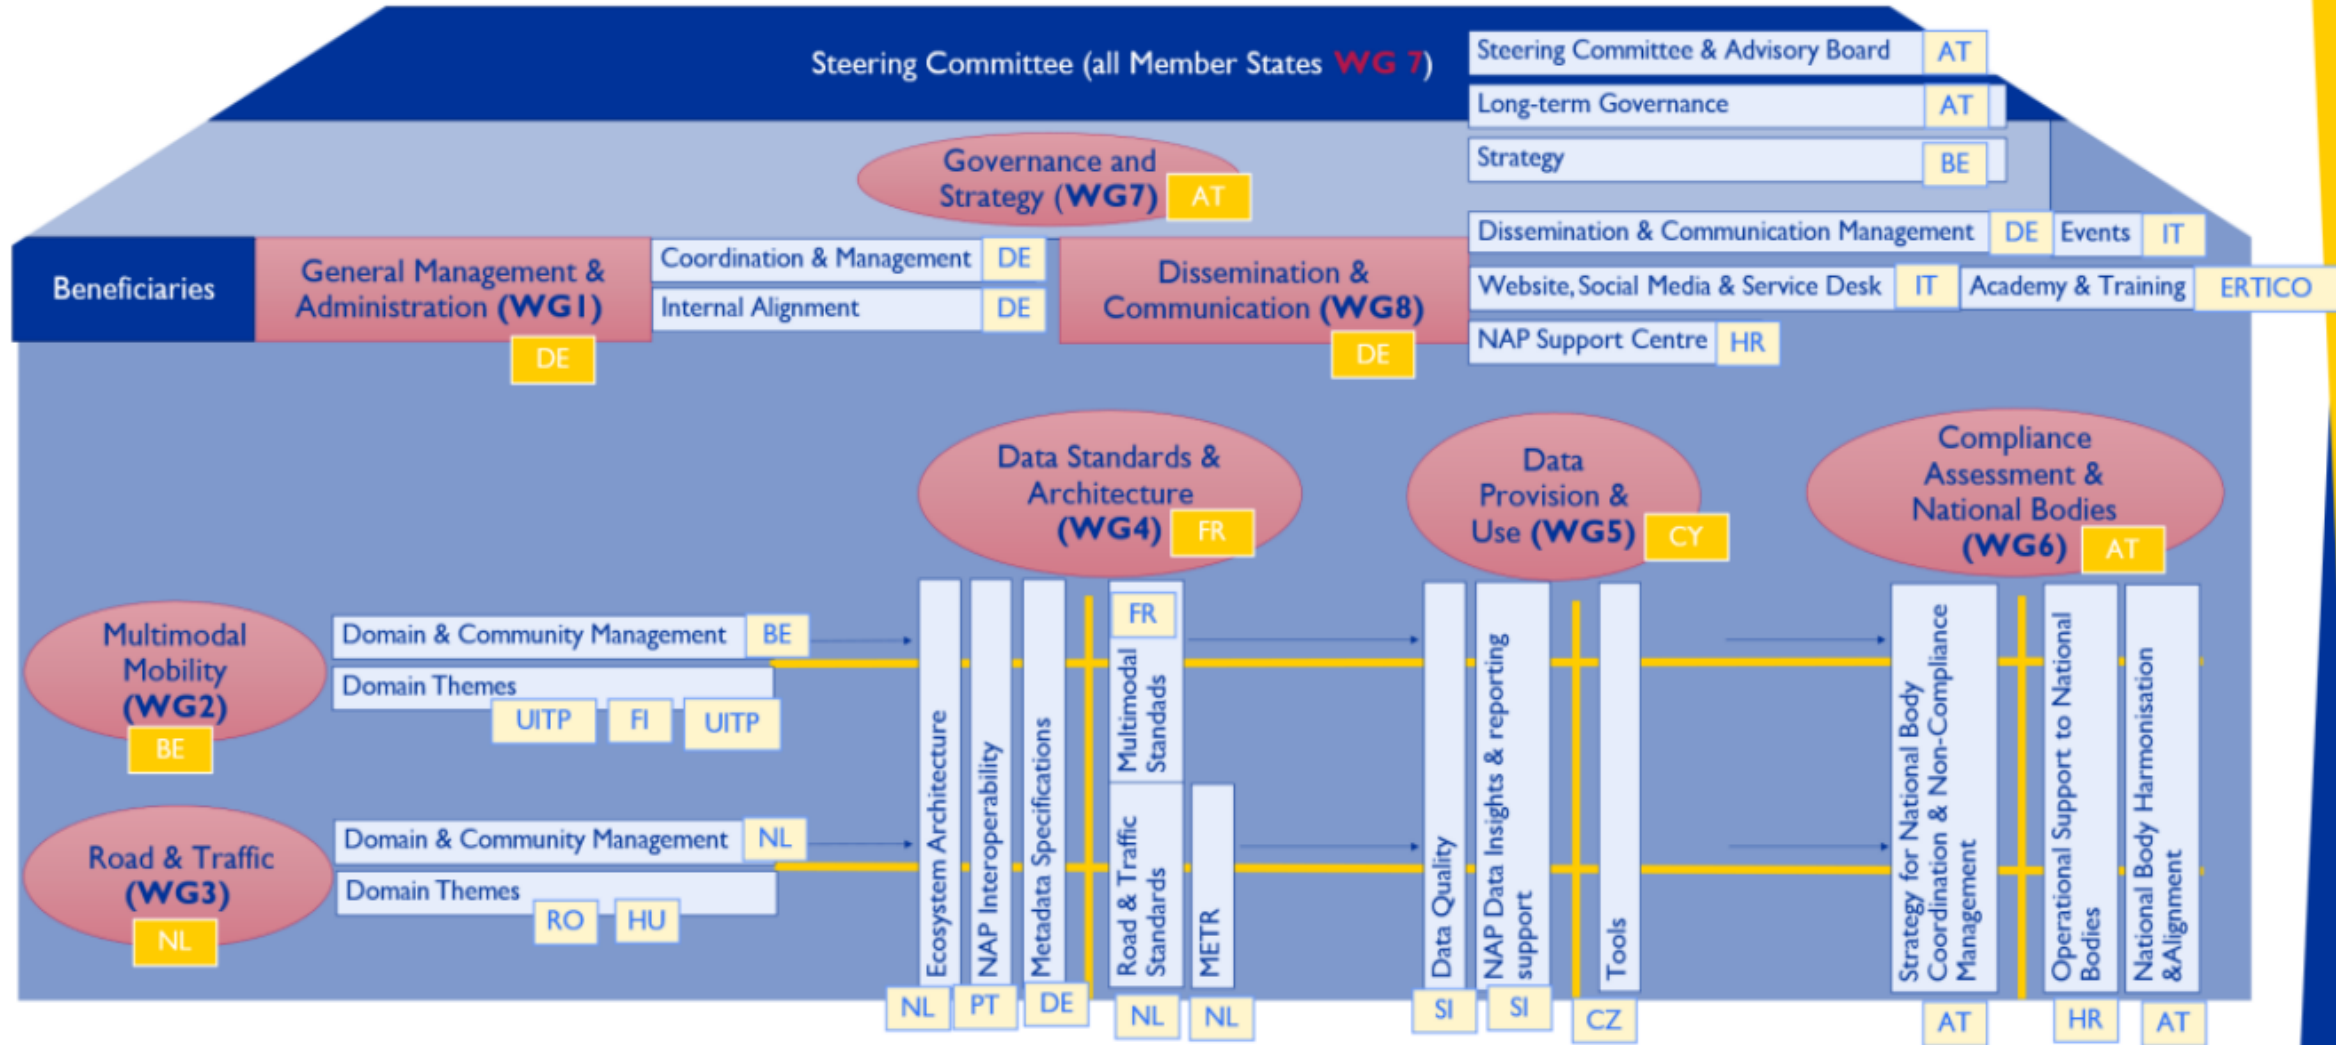 Steering Committee (all Member States WG 7)
Steering Committee & Advisory Board AT
Long-term Governance AT
Strategy BE
Governance and
Strategy (WG7) AT
Beneficiaries
General Management &
Administration (WG1)
DE
Coordination & Management DE
Internal Alignment DE
Dissemination &
Communication (WG8)
DE
Dissemination & Communication Management DE Events IT
Website, Social Media & Service Desk IT Academy & Training ERTICO
NAP Support Centre HR
Data Standards &
Architecture
(WG4) FR
Data
Provision &
Use (WG5) CY
Compliance
Assessment &
National Bodies
(WG6) AT
Multimodal
Mobility
(WG2)
BE
Domain & Community Management BE
Domain Themes
UITP FI UITP
Road & Traffic
(WG3)
NL
Domain & Community Management NL
Domain Themes
RO HU
Ecosystem Architecture
NL
NAP Interoperability
PT
Metadata Specifications
DE
FR
Multimodal
Standads
Road & Traffic
Standards
NL
METR
NL
Data Quality
SI
NAP Data Insights & reporting
support
SI
Tools
CZ
Strategy for National Body
Coordination & Non-Compliance
Management
AT
Operational Support to National
Bodies
HR
National Body Harmonisation
&Alignment
AT